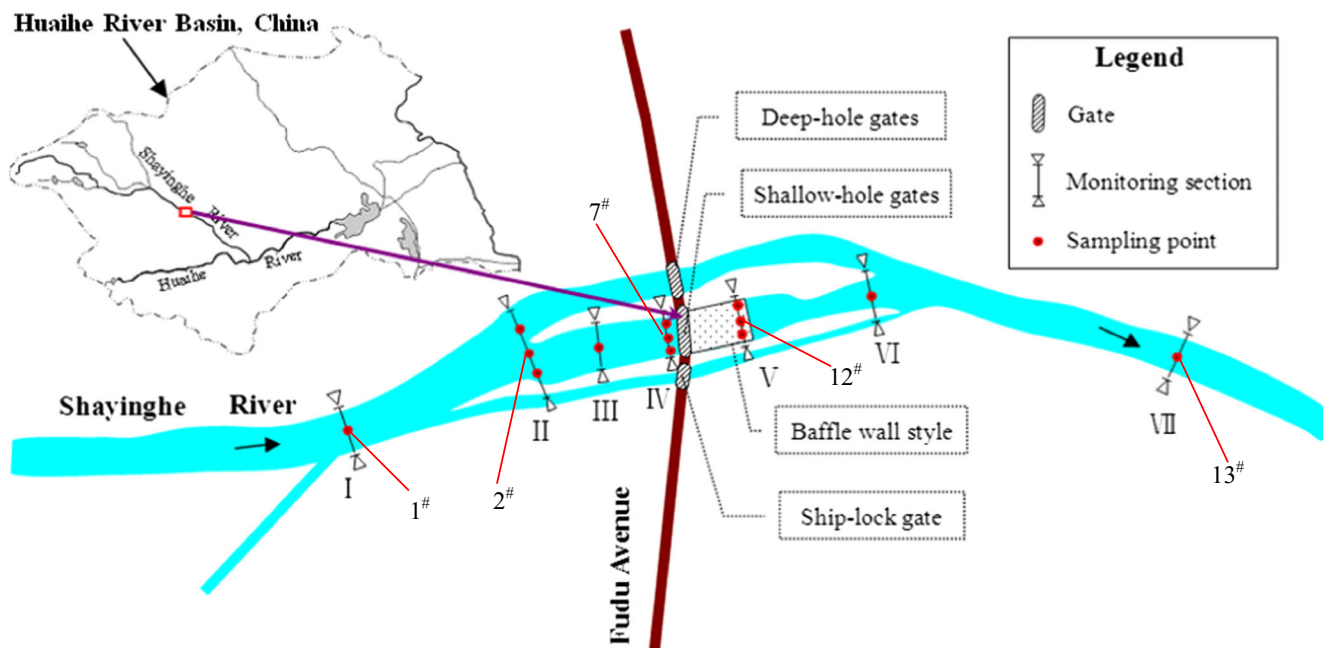 Huaihe River Basin, China
Shayinghe
River
Huaihe
River
Legend
Gate
Monitoring section
Sampling point
Deep-hole gates
Shallow-hole gates
7#
12#
VI
V
IV
III
II
I
VII
Baffle wall style
Ship-lock gate
Shayinghe River
1#
2#
13#
Fudu Avenue